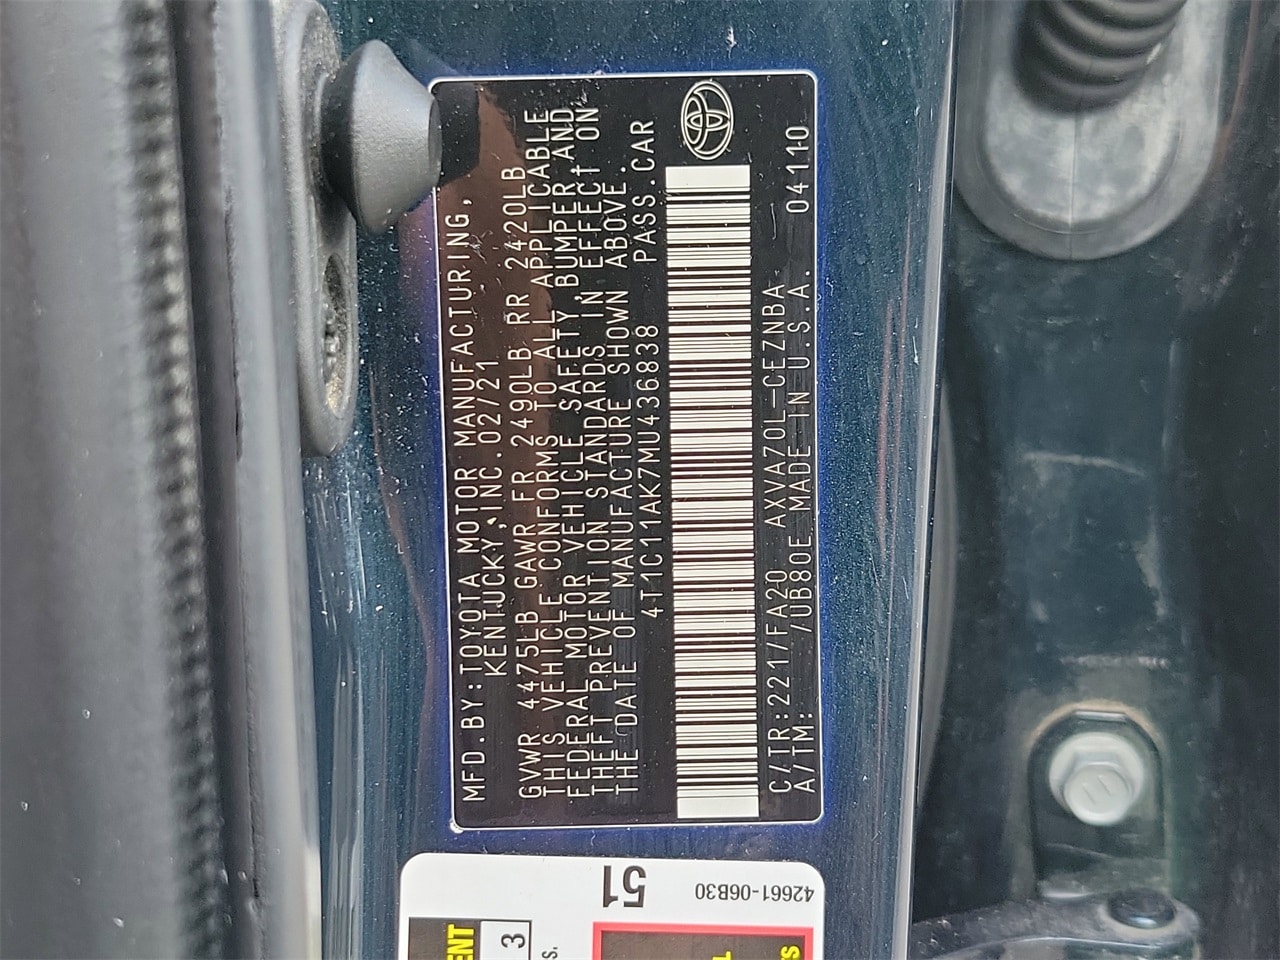 MFD.BY:TOYOTA MOTOR MANUFACTURING,
KENTUCKY,INC.02/21
GVWR 4475LB GAWR FR 2490LB RR 2420LB
THIS VEHICLE CONFORMS TO ALL APPLICABLE
FEDERAL MOTOR VEHICLE SAFETY,BUMPER,AND
THEFT PREVENTION STANDARDS IN EFFECT ON
THE DATE OF MANUFACTURE SHOWN ABOVE.
4T1C11AK7MU436838 PASS.CAR
C/TR:2217/FA20 AXVA70L-CEZNBA 04110
A/TM: /UB80E MADE IN U.S.A.
51
42661-06B30
3